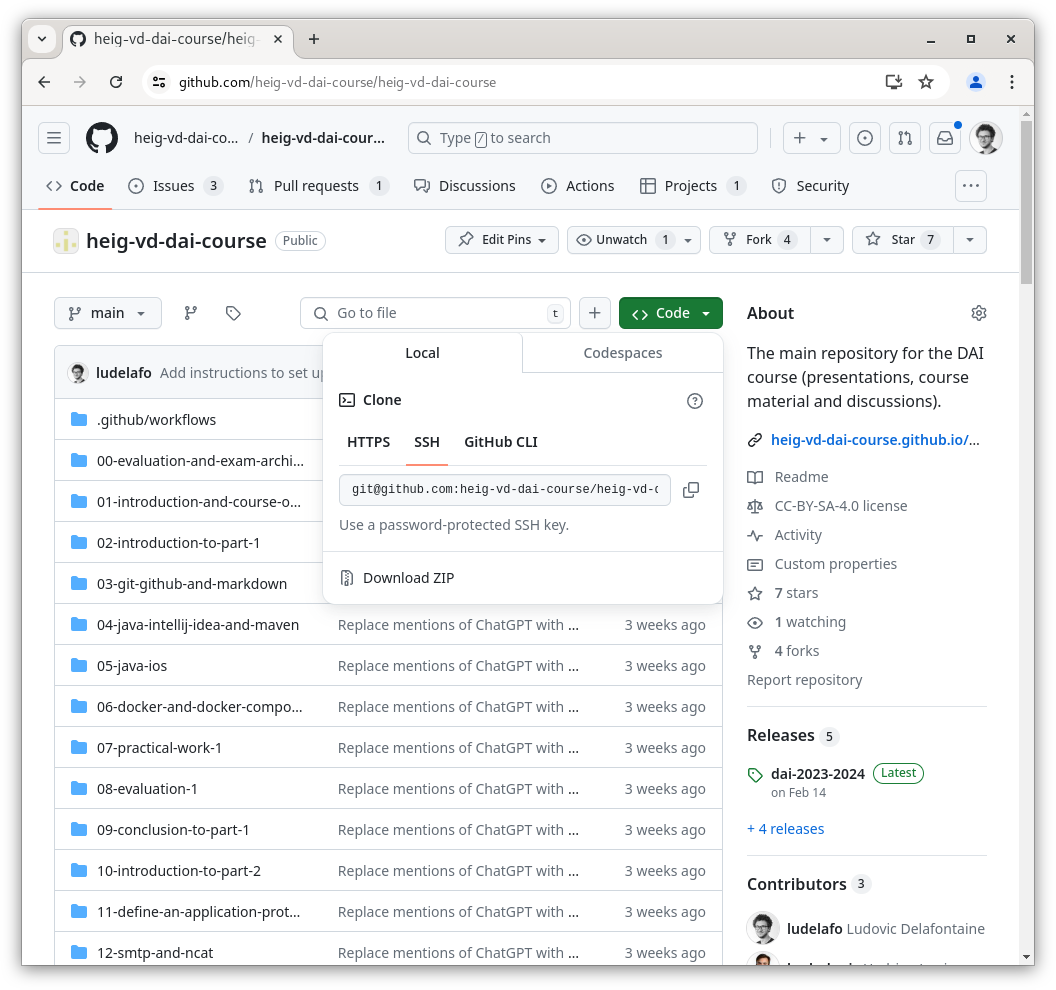 heig-vd-dai-course/heig-
github.com/heig-vd-dai-course/heig-vd-dai-course
heig-vd-dai-co... / heig-vd-dai-cour...
Type / to search
Code
Issues 3
Pull requests 1
Discussions
Actions
Projects 1
Security
heig-vd-dai-course Public
Edit Pins
Unwatch 1
Fork 4
Star 7
main
Go to file t
Code
Local
Codespaces
Clone
HTTPS SSH GitHub CLI
git@github.com:heig-vd-dai-course/heig-vd-
Use a password-protected SSH key.
Download ZIP
ludelafo Add instructions to set up
.github/workflows
00-evaluation-and-exam-archi...
01-introduction-and-course-o...
02-introduction-to-part-1
03-git-github-and-markdown
04-java-intellij-idea-and-maven Replace mentions of ChatGPT with ... 3 weeks ago
05-java-ios Replace mentions of ChatGPT with ... 3 weeks ago
06-docker-and-docker-compo... Replace mentions of ChatGPT with ... 3 weeks ago
07-practical-work-1 Replace mentions of ChatGPT with ... 3 weeks ago
08-evaluation-1 Replace mentions of ChatGPT with ... 3 weeks ago
09-conclusion-to-part-1 Replace mentions of ChatGPT with ... 3 weeks ago
10-introduction-to-part-2 Replace mentions of ChatGPT with ... 3 weeks ago
11-define-an-application-prot... Replace mentions of ChatGPT with ... 3 weeks ago
12-smtp-and-ncat Replace mentions of ChatGPT with ... 3 weeks ago
About
The main repository for the DAI
course (presentations, course
material and discussions).
heig-vd-dai-course.github.io/...
Readme
CC-BY-SA-4.0 license
Activity
Custom properties
7 stars
1 watching
4 forks
Report repository
Releases 5
dai-2023-2024 Latest
on Feb 14
+ 4 releases
Contributors 3
ludelafo Ludovic Delafontaine